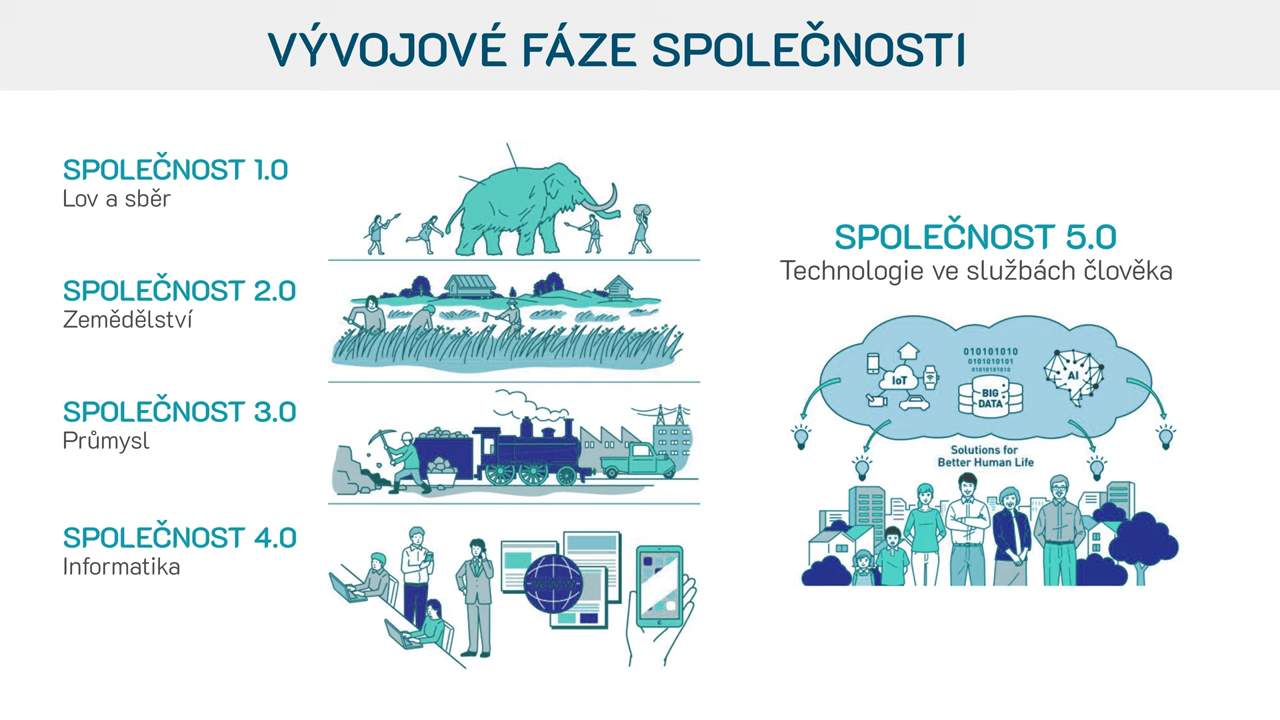 VÝVOJOVÉ FÁZE SPOLEČNOSTI
SPOLEČNOST 1.0
Lov a sběr
SPOLEČNOST 2.0
Zemědělství
SPOLEČNOST 3.0
Průmysl
SPOLEČNOST 4.0
Informatika
SPOLEČNOST 5.0
Technologie ve službách člověka
IoT
010101010
0101010101
01010101010
BIG
DATA
AI
Solutions for
Better Human Life